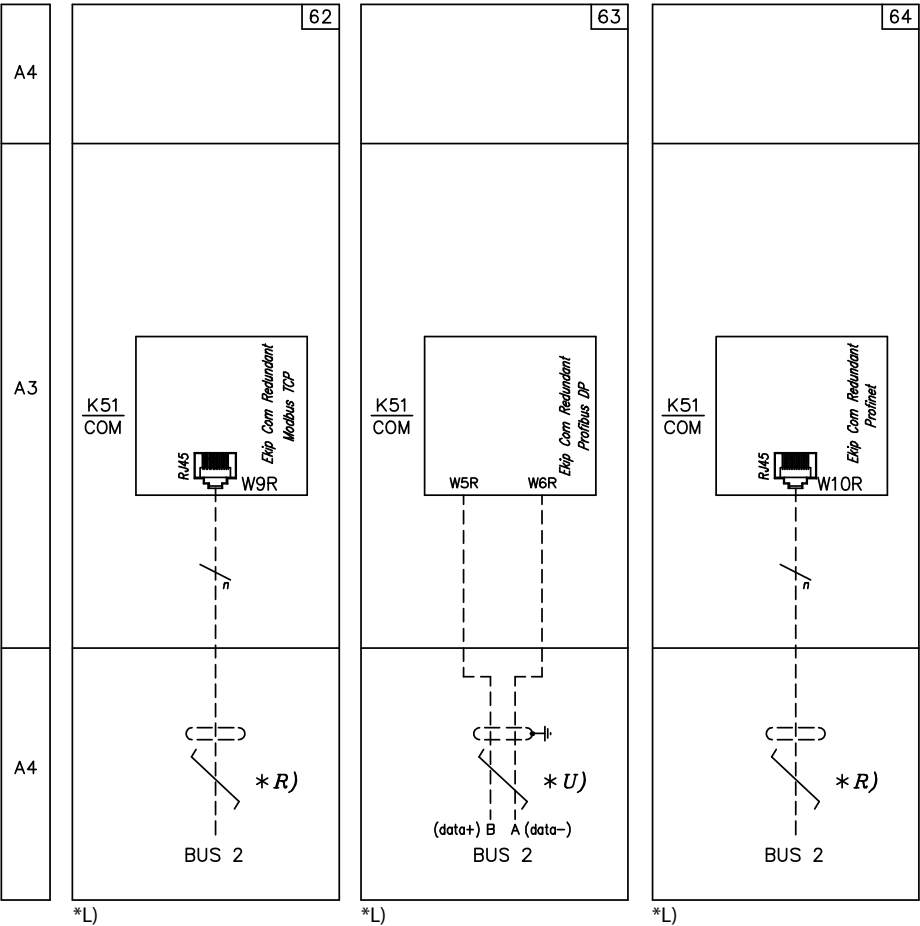 A4
A3
A4
62
K51
COM
Ekip Com Redundant
Modbus TCP
RJ45
W9R
n
*R)
BUS 2
*L)
63
K51
COM
Ekip Com Redundant
Profibus DP
W5R W6R
*U)
(data+) B A (data-)
BUS 2
*L)
64
K51
COM
Ekip Com Redundant
Profinet
RJ45
W10R
n
*R)
BUS 2
*L)